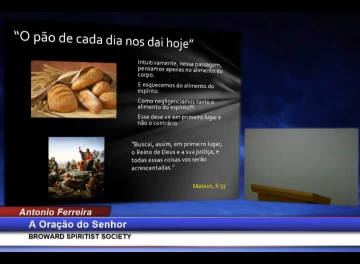 “O pão de cada dia nos dai hoje”
Intuitivamente, nesse passagem,
pensamos apenas no alimento do
corpo.
E esquecemos do alimento do
espírito.
Como negligenciamos tanto o
alimento do espírito!!!
Esse deve vir em primeiro lugar e
não o contrário.
“Buscai, assim, em primeiro lugar,
o Reino de Deus e a sua justiça, e
todas essas coisas vos serão
acrescentadas.”
Mateus, 6:33
Antonio Ferreira
A Oração do Senhor
BROWARD SPIRITIST SOCIETY